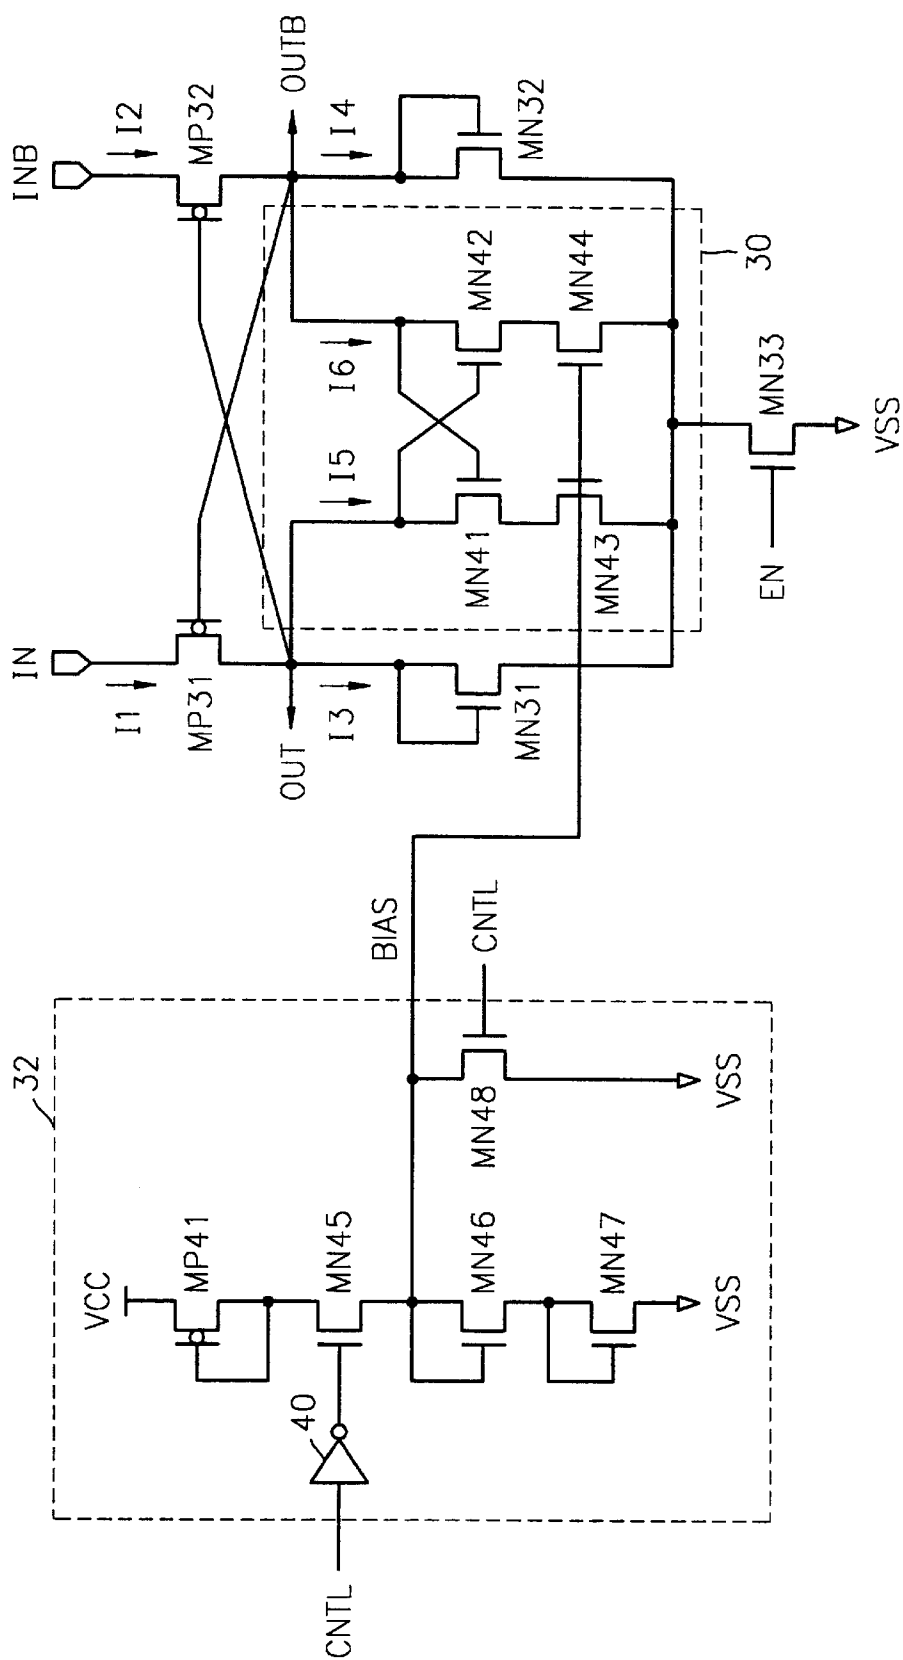 IN
INB
I1
I2
MP31
MP32
OUT
OUTB
I3
I5
I6
I4
MN31
MN41
MN42
MN32
MN43
MN44
30
EN
MN33
VSS
32
VCC
MP41
40
CNTL
MN45
BIAS
MN46
MN48
CNTL
MN47
VSS
VSS